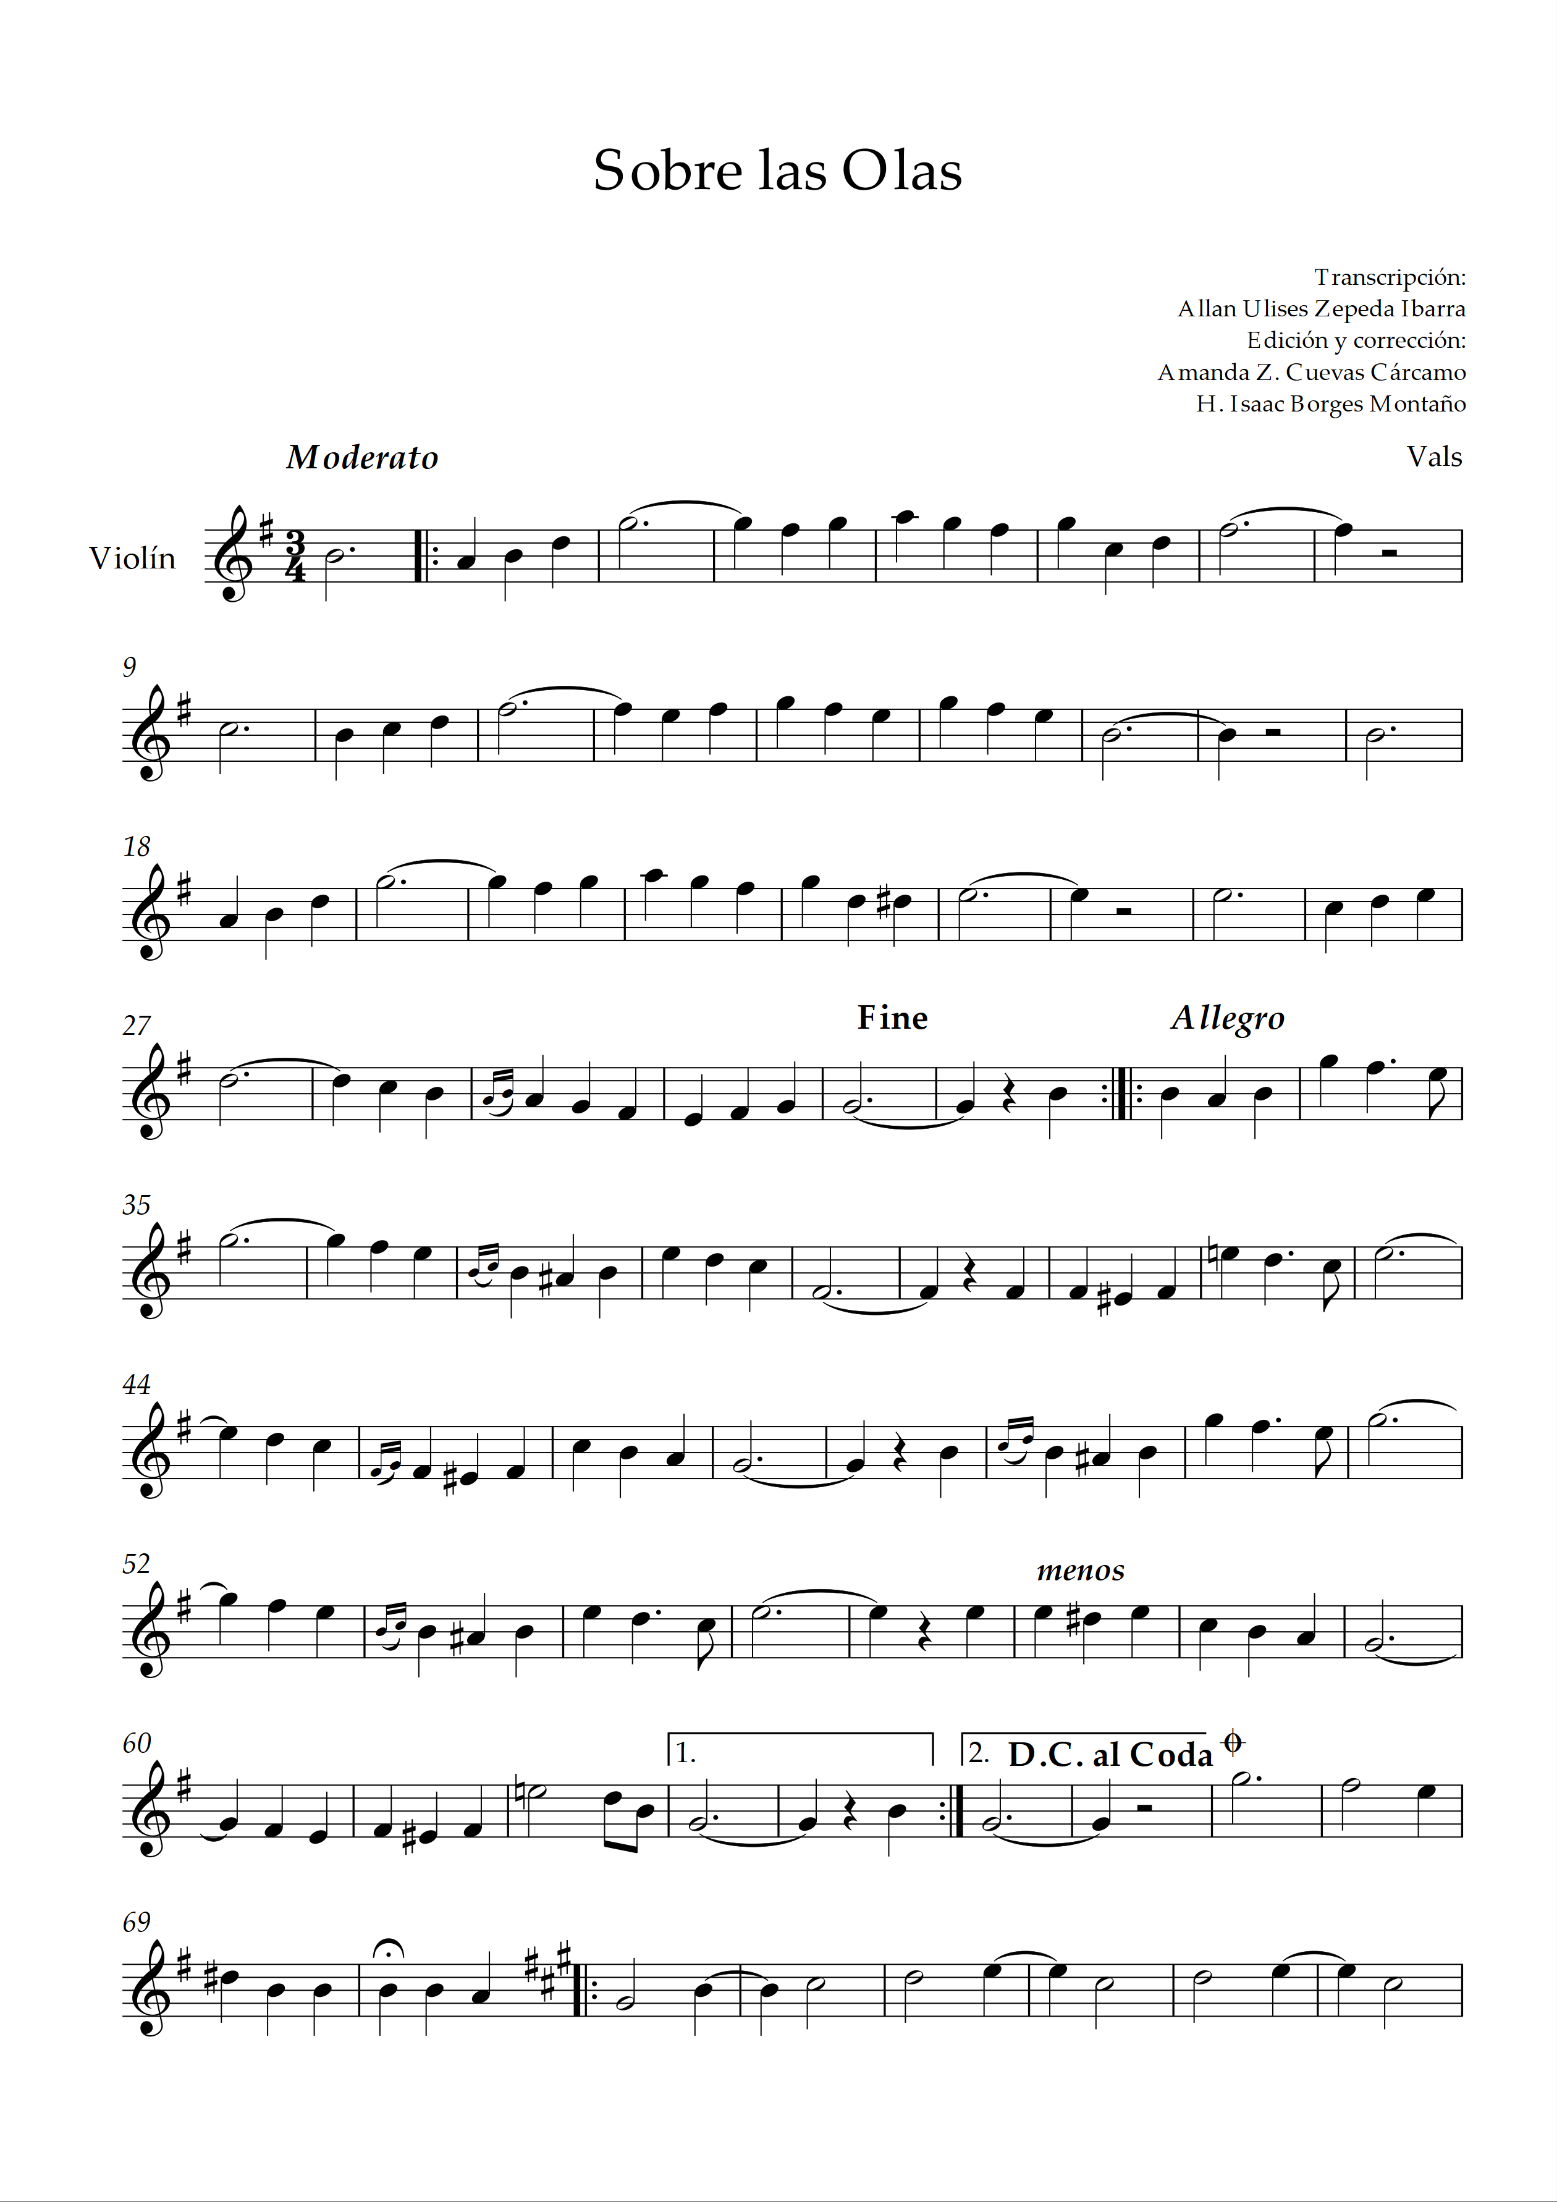 Sobre las Olas
Transcripción:
Allan Ulises Zepeda Ibarra
Edición y corrección:
Amanda Z. Cuevas Cárcamo
H. Isaac Borges Montaño
Moderato
Vals
Violín
3
4
9
18
27
Fine
Allegro
35
44
52
menos
60
1.
2.
D.C. al Coda
69